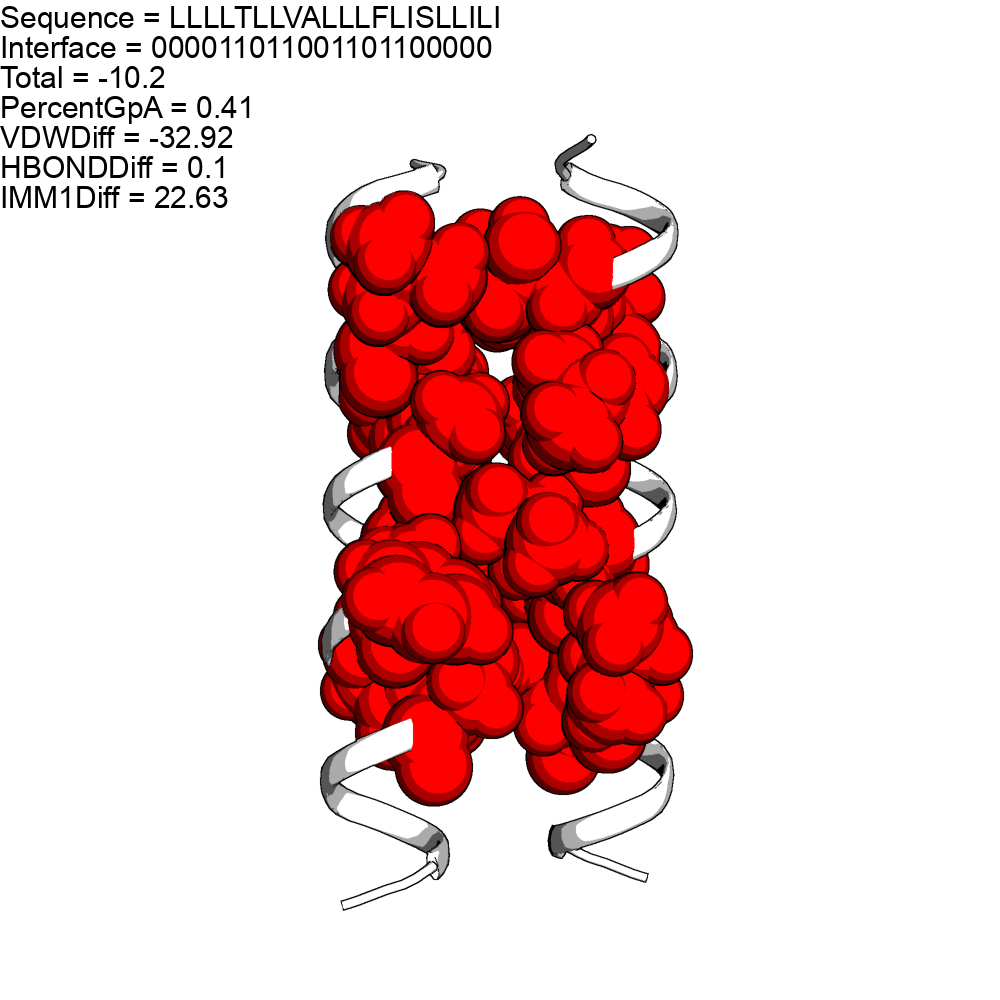 Sequence = LLLLTLLVALLLFLISLLILI
Interface = 000011011001101100000
Total = -10.2
PercentGpA = 0.41
VDWDiff = -32.92
HBONDDiff = 0.1
IMM1Diff = 22.63